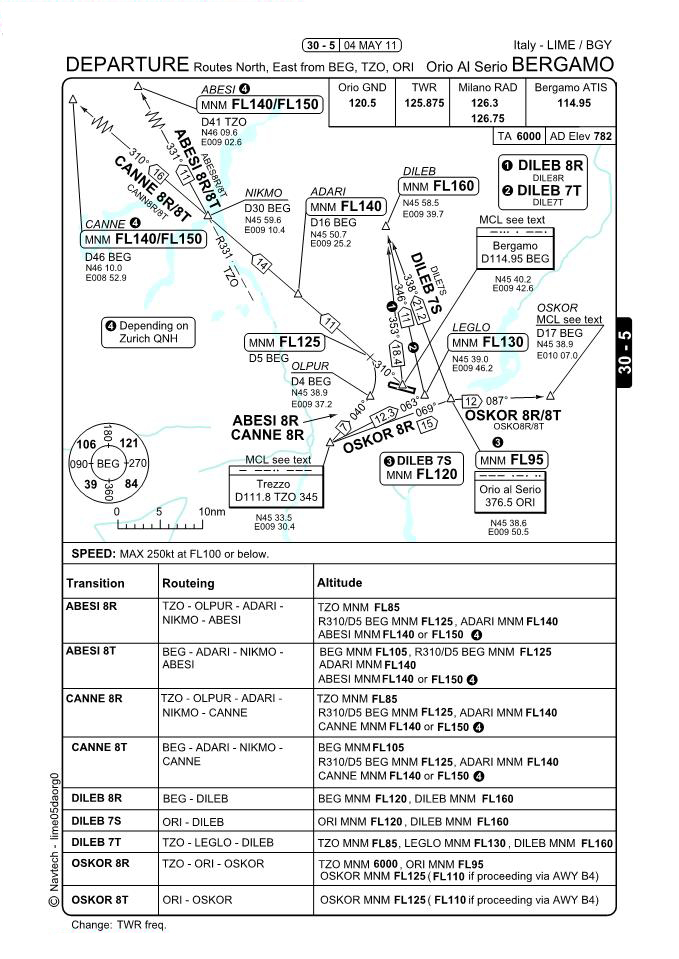 30 - 5 04 MAY 11
Italy - LIME / BGY
DEPARTURE Routes North, East from BEG, TZO, ORI Orio Al Serio BERGAMO
Orio GND
120.5
TWR
125.875
Milano RAD
126.3
126.75
Bergamo ATIS
114.95
TA 6000 AD Elev 782
ABESI 4
MNM FL140/FL150
D41 TZO
N46 09.6
E009 02.6
310°
16
CANNE 8R/8T
CANN8R/8T
331°
11
ABESI 8R/8T
ABES8R/8T
CANNE 4
MNM FL140/FL150
D46 BEG
N46 10.0
E008 52.9
NIKMO
D30 BEG
N45 59.6
E009 10.4
R331 TZO
14
ADARI
MNM FL140
D16 BEG
N45 50.7
E009 25.2
DILEB
MNM FL160
N45 58.5
E009 39.7
1 DILEB 8R
DILE8R
2 DILEB 7T
DILE7T
MCL see text
Bergamo
D114.95 BEG
N45 40.2
E009 42.6
DILEB 7S
DILE7S
338°
21.2
346°
11
1
353°
18.4
2
4 Depending on
Zurich QNH
11
MNM FL125
D5 BEG
310°
OLPUR
D4 BEG
N45 38.9
E009 37.2
LEGLO
MNM FL130
N45 39.0
E009 46.2
OSKOR
MCL see text
D17 BEG
N45 38.9
E010 07.0
30 - 5
ABESI 8R
CANNE 8R
7
040°
12.3
063°
069°
OSKOR 8R
15
12
087°
OSKOR 8R/8T
OSKO8R/8T
3
MNM FL95
Orio al Serio
376.5 ORI
N45 38.6
E009 50.5
3 DILEB 7S
MNM FL120
MCL see text
Trezzo
D111.8 TZO 345
N45 33.5
E009 30.4
180°
106 121
090 BEG 270
39 84
360
0 5 10nm
SPEED: MAX 250kt at FL100 or below.
Transition Routeing Altitude
ABESI 8R TZO - OLPUR - ADARI - TZO MNM FL85
NIKMO - ABESI R310/D5 BEG MNM FL125, ADARI MNM FL140
ABESI MNM FL140 or FL150 4
ABESI 8T BEG - ADARI - NIKMO - BEG MNM FL105, R310/D5 BEG MNM FL125
ABESI ADARI MNM FL140
ABESI MNM FL140 or FL150 4
CANNE 8R TZO - OLPUR - ADARI - TZO MNM FL85
NIKMO - CANNE R310/D5 BEG MNM FL125, ADARI MNM FL140
CANNE MNM FL140 or FL150 4
CANNE 8T BEG - ADARI - NIKMO - BEG MNM FL105
CANNE R310/D5 BEG MNM FL125, ADARI MNM FL140
CANNE MNM FL140 or FL150 4
DILEB 8R BEG - DILEB BEG MNM FL120, DILEB MNM FL160
DILEB 7S ORI - DILEB ORI MNM FL120, DILEB MNM FL160
DILEB 7T TZO - LEGLO - DILEB TZO MNM FL85, LEGLO MNM FL130, DILEB MNM FL160
OSKOR 8R TZO - ORI - OSKOR TZO MNM 6000, ORI MNM FL95
OSKOR MNM FL125 ( FL110 if proceeding via AWY B4)
OSKOR 8T ORI - OSKOR OSKOR MNM FL125 ( FL110 if proceeding via AWY B4)
© Navtech - lime05daorg0
Change: TWR freq.